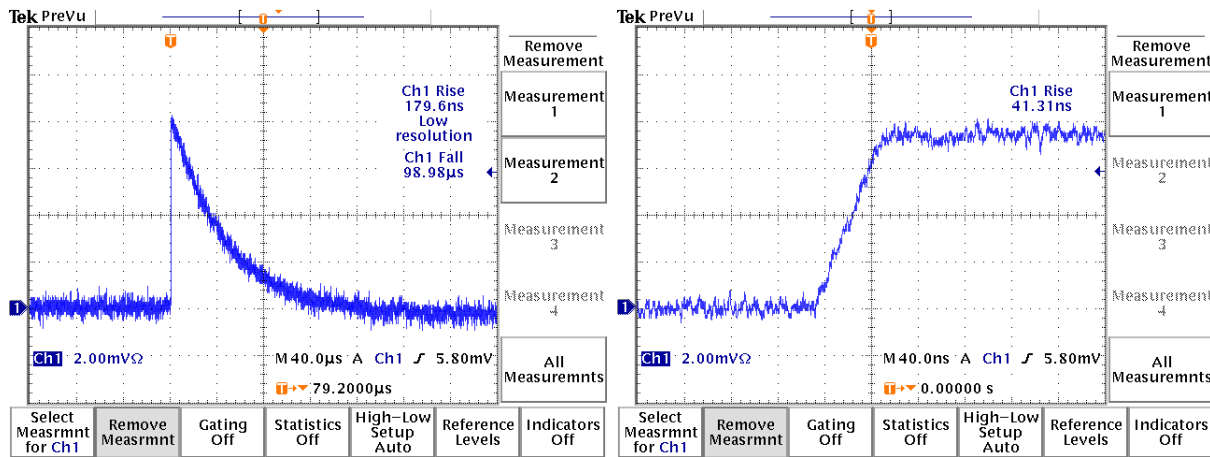 Tek PreVu
T
T
Remove
Measurement
Measurement
1
Measurement
2
Measurement
3
Measurement
4
All
Measuremnts
Ch1 Rise
179.6ns
Low
resolution
Ch1 Fall
98.98µs
1
Ch1 2.00mVΩ M 40.0µs A Ch1 5.80mV
T 79.2000µs
Select
Measrmnt
for Ch1
Remove
Measrmnt
Gating
Off
Statistics
Off
High–Low
Setup
Auto
Reference
Levels
Indicators
Off
Tek PreVu
T
T
Remove
Measurement
Measurement
1
Measurement
2
Measurement
3
Measurement
4
All
Measuremnts
Ch1 Rise
41.31ns
1
Ch1 2.00mVΩ M 40.0ns A Ch1 5.80mV
T 0.00000 s
Select
Measrmnt
for Ch1
Remove
Measrmnt
Gating
Off
Statistics
Off
High–Low
Setup
Auto
Reference
Levels
Indicators
Off